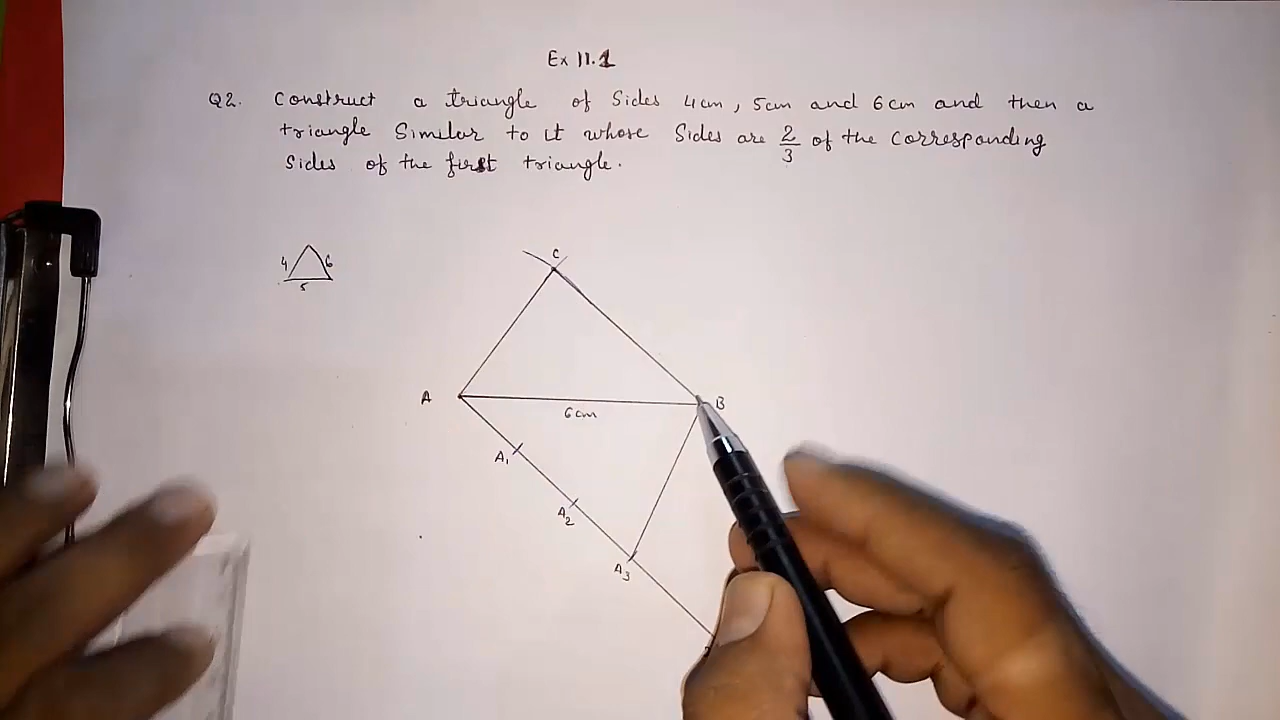 Ex 11.1
Q2. Construct a triangle of Sides 4cm, 5cm and 6cm and then a
triangle Similar to it whose Sides are 2/3 of the corresponding
Sides of the first triangle.
4 6
5
C
A B
6cm
A1
A2
A3